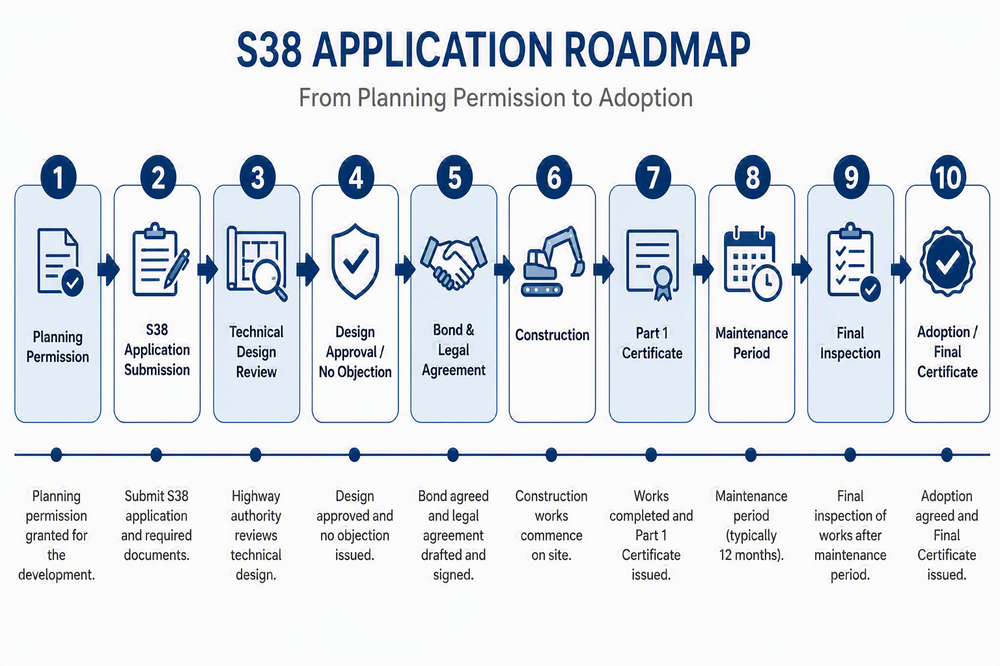 S38 APPLICATION ROADMAP
From Planning Permission to Adoption
1
Planning
Permission
2
S38
Application
Submission
3
Technical
Design
Review
4
Design
Approval /
No Objection
5
Bond &
Legal
Agreement
6
Construction
7
Part 1
Certificate
8
Maintenance
Period
9
Final
Inspection
10
Adoption /
Final
Certificate
Planning
permission
granted for
the
development.
Submit S38
application
and required
documents.
Highway
authority
reviews
technical
design.
Design
approved and
no objection
issued.
Bond agreed
and legal
agreement
drafted and
signed.
Construction
works
commence
on site.
Works
completed and
Part 1
Certificate
issued.
Maintenance
period
(typically
12 months).
Final
inspection of
works after
maintenance
period.
Adoption
agreed and
Final
Certificate
issued.